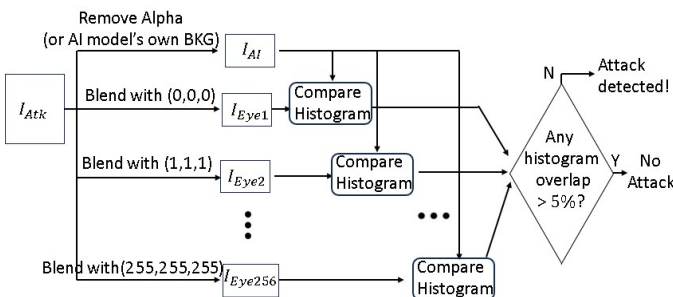 Remove Alpha
(or AI model's own BKG)
I_AI
N
Attack
detected!
I_Atk
Blend with (0,0,0)
I_Eye1
Compare
Histogram
Any
histogram
overlap
> 5%?
Y
No
Attack
Blend with (1,1,1)
I_Eye2
Compare
Histogram
Blend with(255,255,255)
I_Eye256
Compare
Histogram